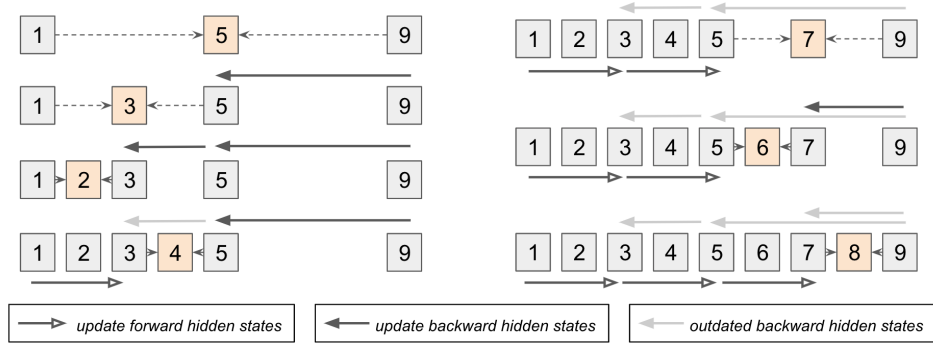 1 5 9
1 3 5 9
1 2 3 5 9
1 2 3 4 5 9
1 2 3 4 5 7 9
1 2 3 4 5 6 7 9
1 2 3 4 5 6 7 8 9
update forward hidden states
update backward hidden states
outdated backward hidden states